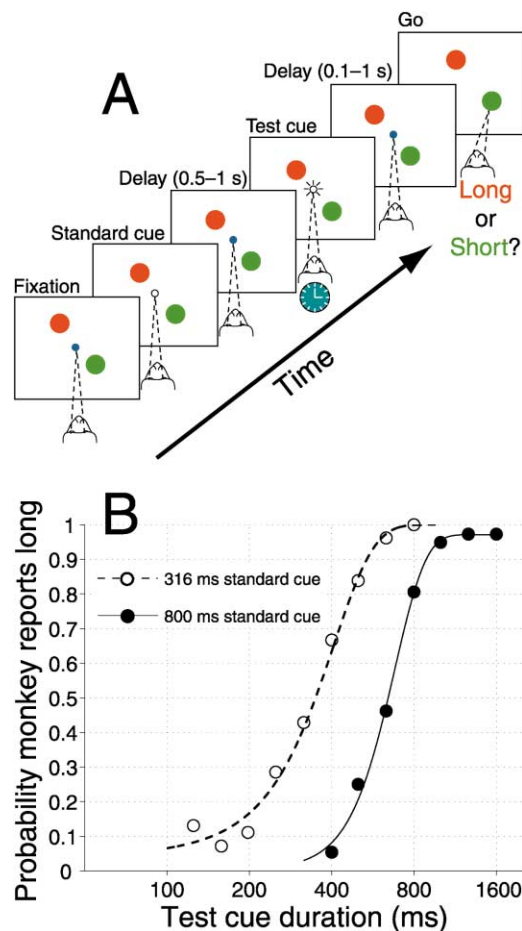 A
Go
Delay (0.1–1 s)
Test cue
Delay (0.5–1 s)
Standard cue
Fixation
Long
or
Short?
Time
B
Probability monkey reports long
1
0.9
0.8
0.7
0.6
0.5
0.4
0.3
0.2
0.1
0
316 ms standard cue
800 ms standard cue
100
200
400
800
1600
Test cue duration (ms)